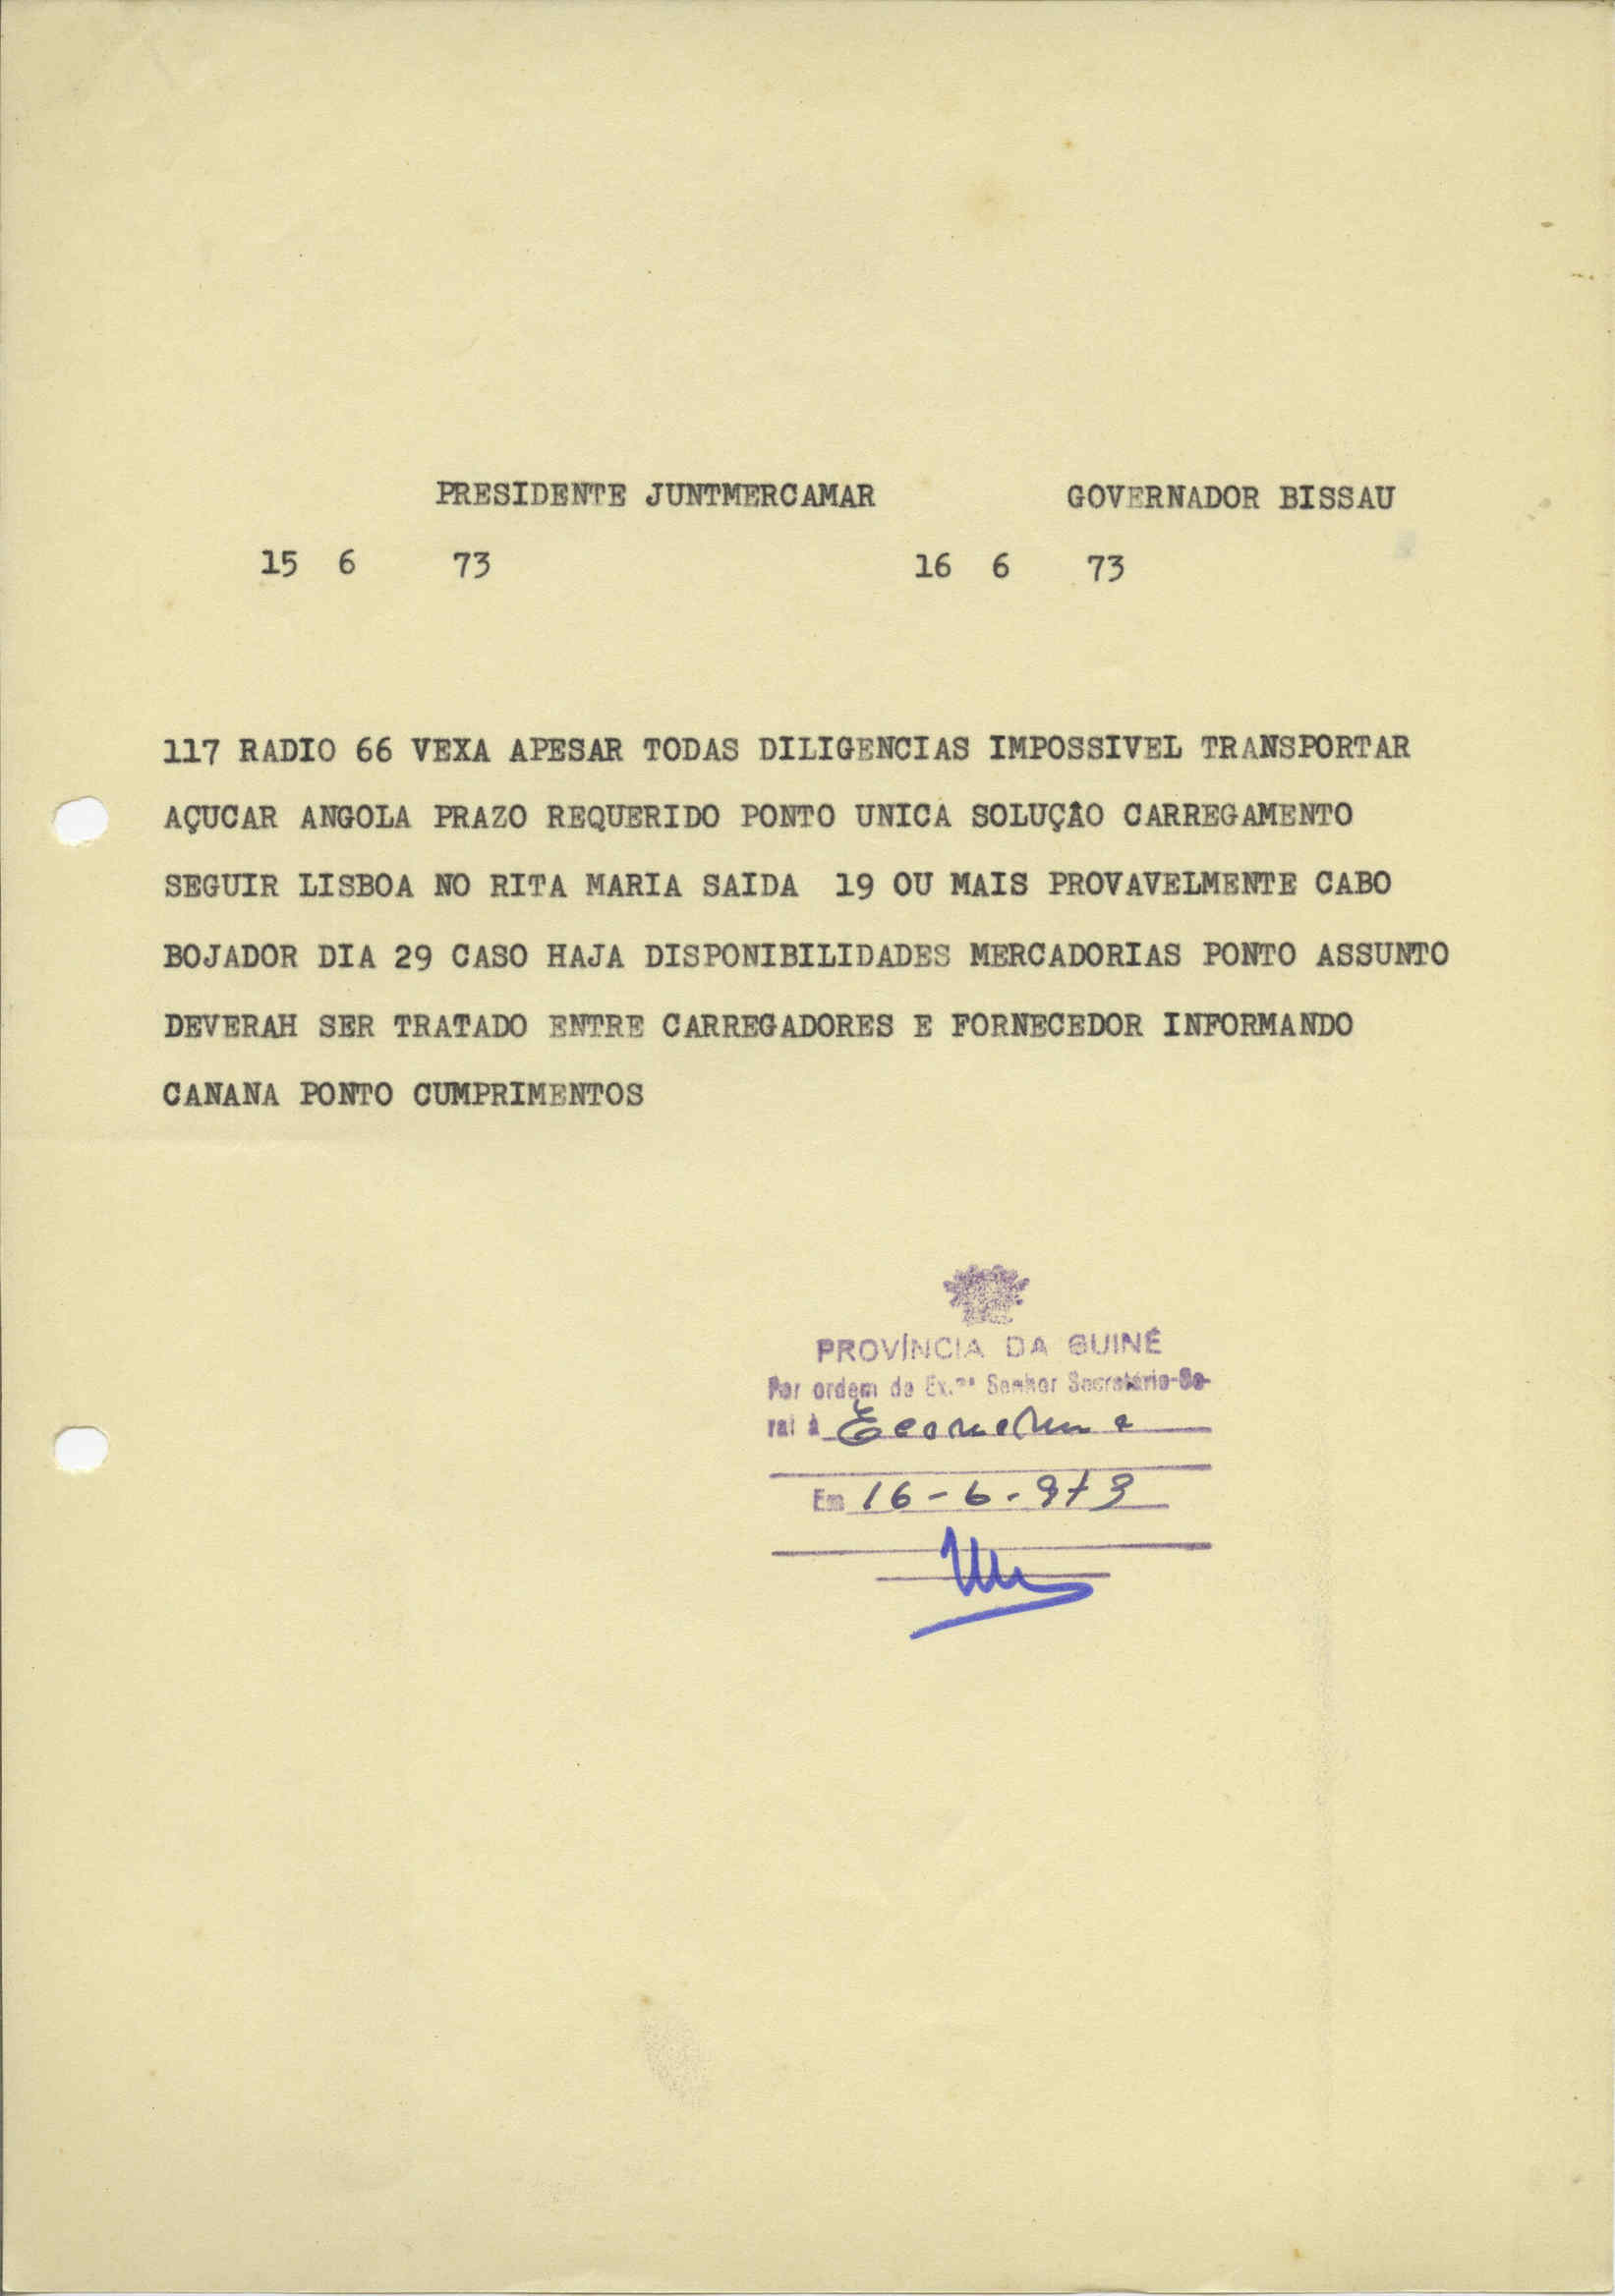 PRESIDENTE JUNTMERCAMAR GOVERNADOR BISSAU
15 6 73 16 6 73
117 RADIO 66 VEXA APESAR TODAS DILIGENCIAS IMPOSSIVEL TRANSPORTAR
AÇUCAR ANGOLA PRAZO REQUERIDO PONTO UNICA SOLUÇÃO CARREGAMENTO
SEGUIR LISBOA NO RITA MARIA SAIDA 19 OU MAIS PROVAVELMENTE CABO
BOJADOR DIA 29 CASO HAJA DISPONIBILIDADES MERCADORIAS PONTO ASSUNTO
DEVERAH SER TRATADO ENTRE CARREGADORES E FORNECEDOR INFORMANDO
CANANA PONTO CUMPRIMENTOS
PROVÍNCIA DA GUINÉ
Por ordem de Ex.mo Senhor Secretário-Ge-
ral à Economia
Em 16-6-973